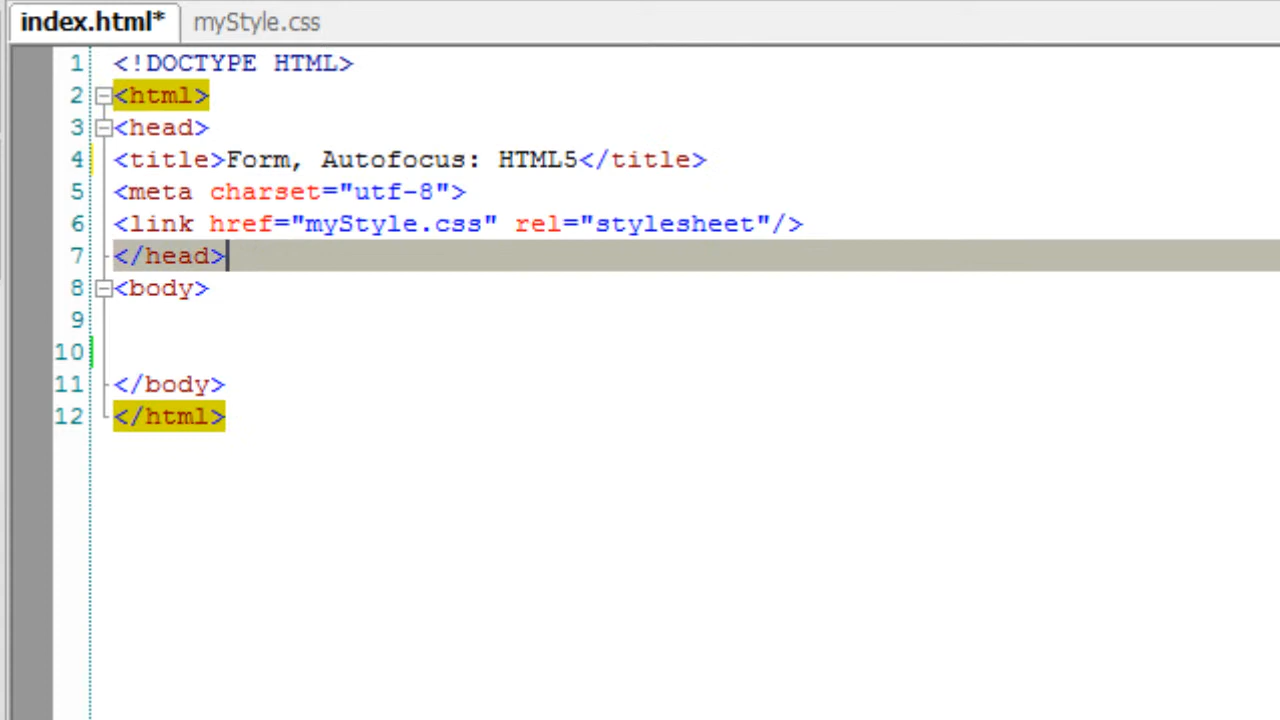 index.html* myStyle.css
1 <!DOCTYPE HTML>
2 <html>
3 <head>
4 <title>Form, Autofocus: HTML5</title>
5 <meta charset="utf-8">
6 <link href="myStyle.css" rel="stylesheet"/>
7 </head>
8 <body>
9
10
11 </body>
12 </html>